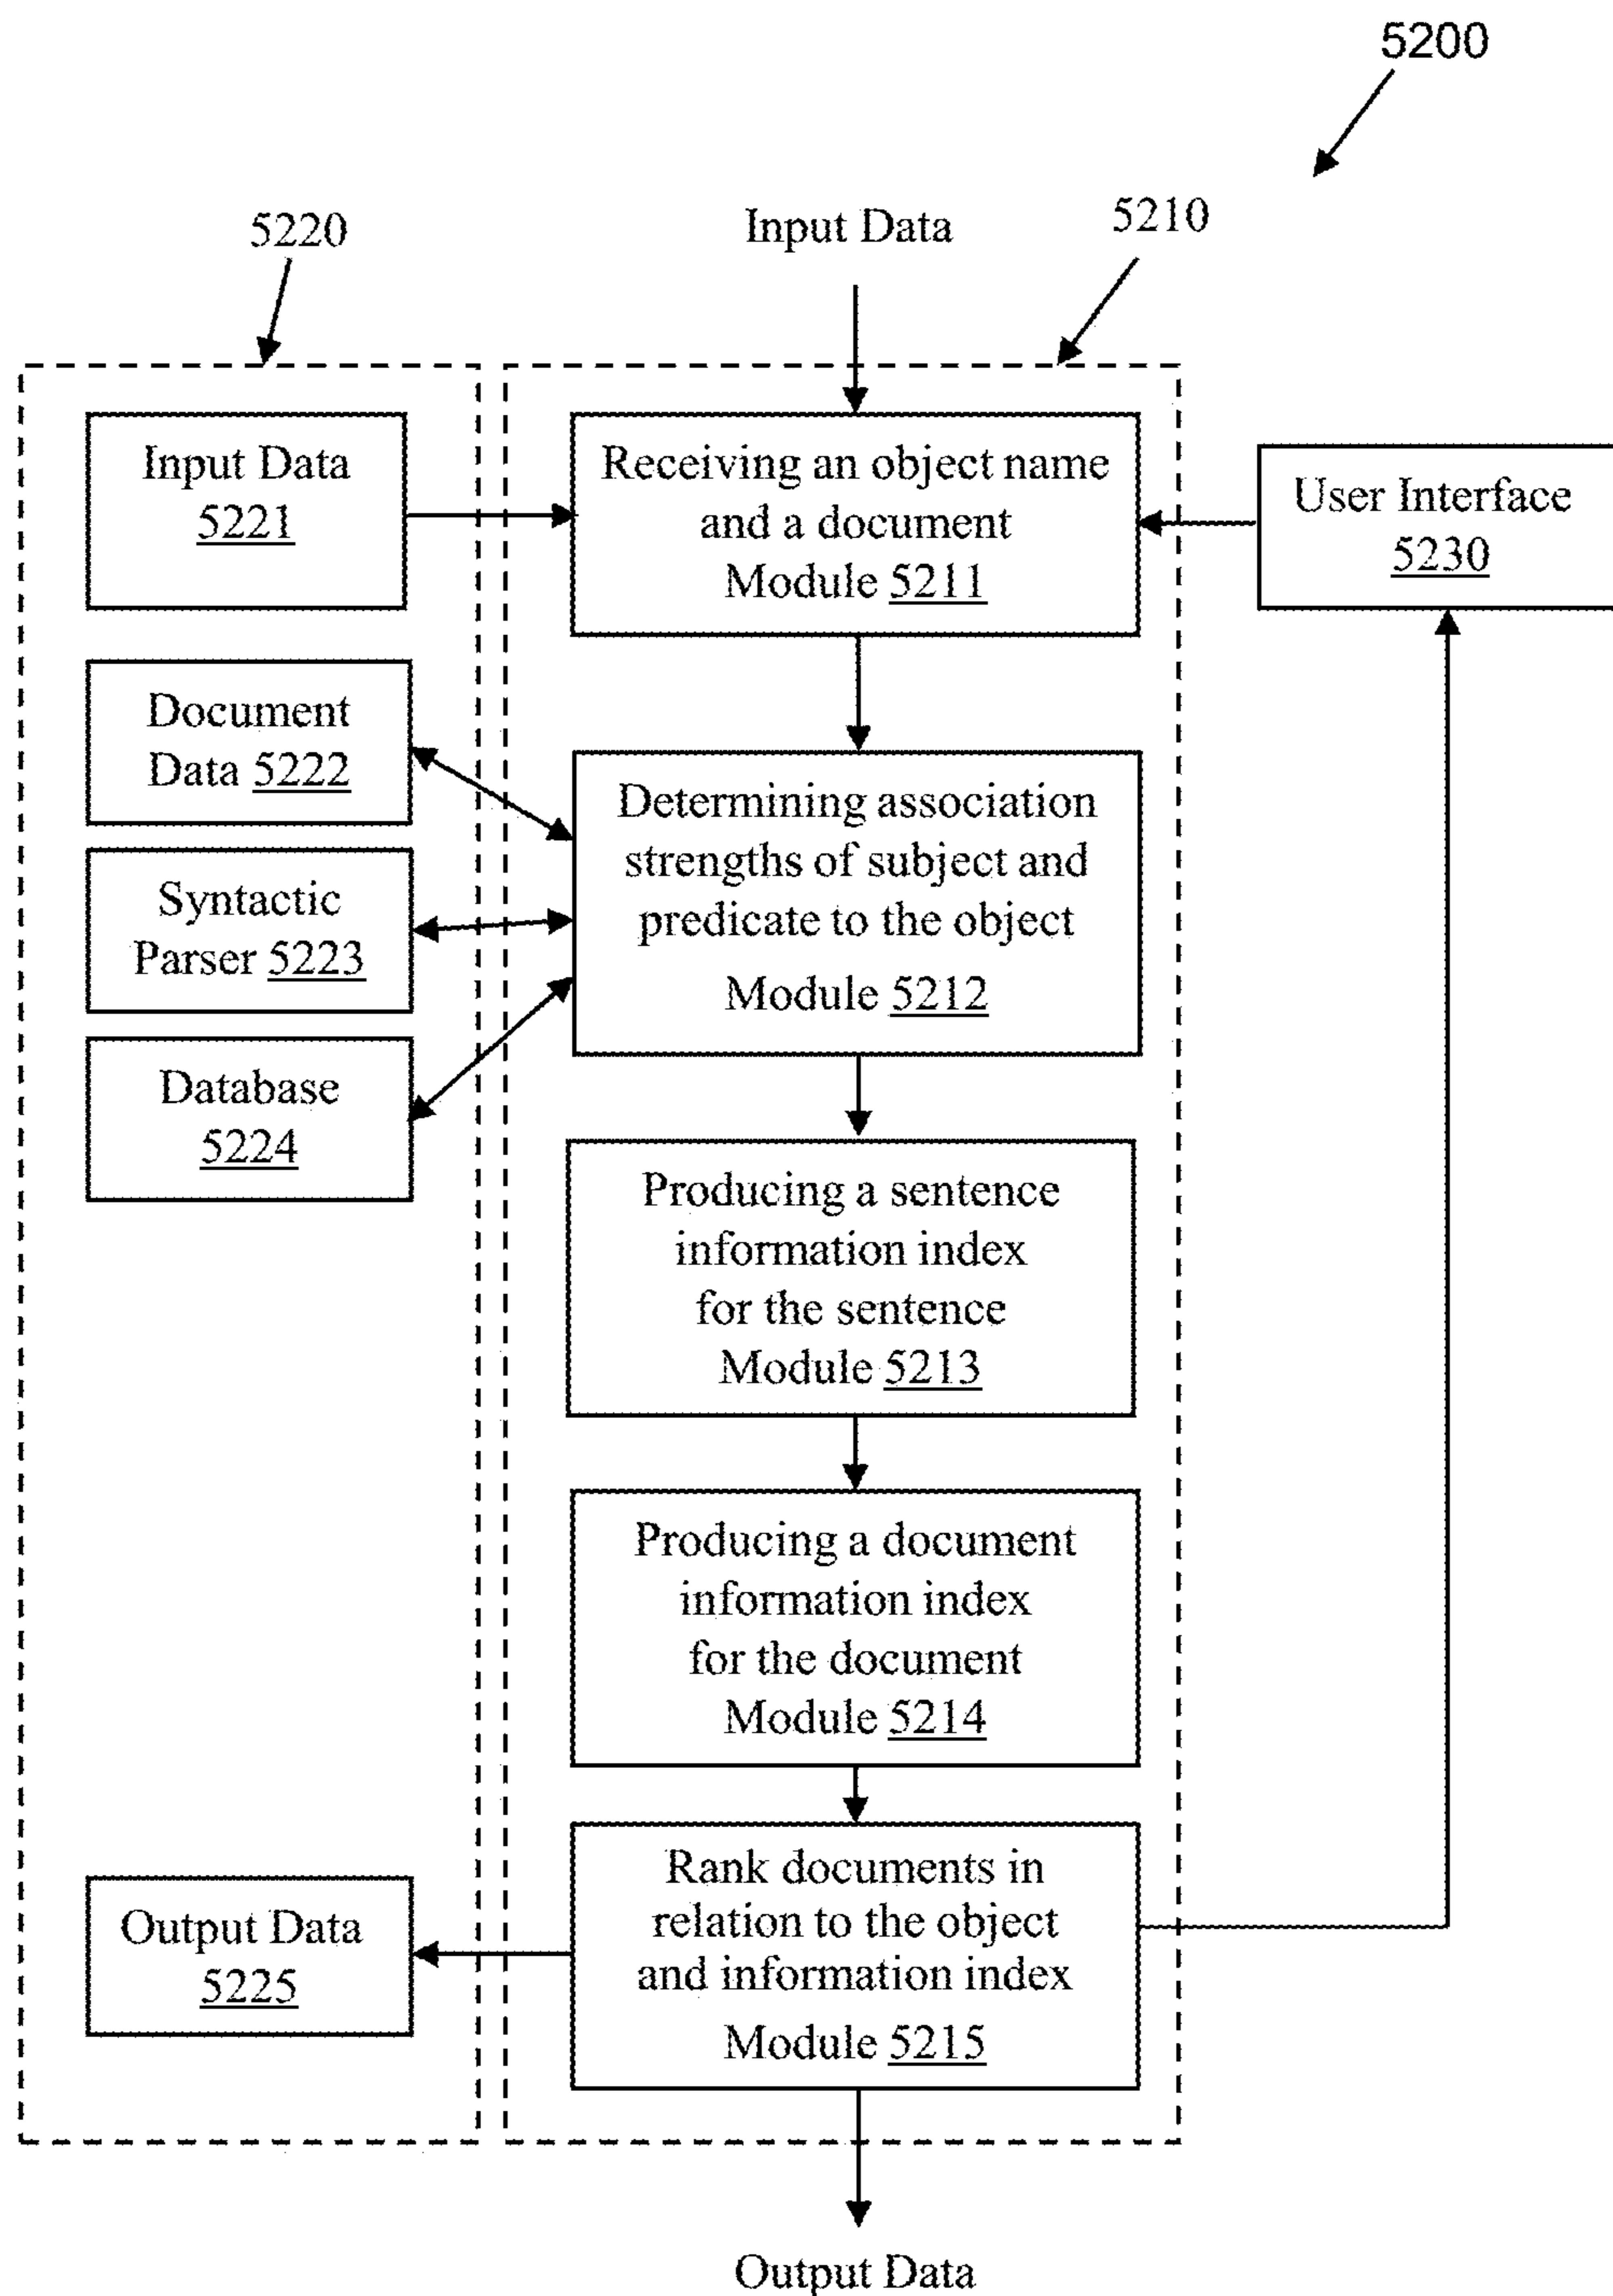 5200
5220
Input Data
5210
Input Data
5221
Receiving an object name
and a document
Module 5211
User Interface
5230
Document
Data 5222
Syntactic
Parser 5223
Database
5224
Determining association
strengths of subject and
predicate to the object
Module 5212
Producing a sentence
information index
for the sentence
Module 5213
Producing a document
information index
for the document
Module 5214
Output Data
5225
Rank documents in
relation to the object
and information index
Module 5215
Output Data